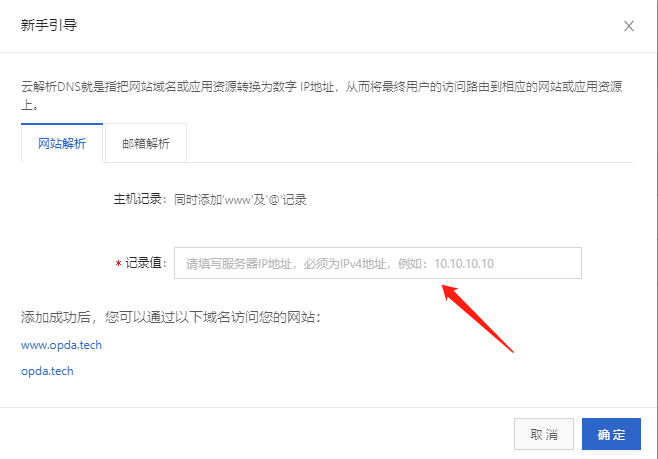 新手引导
云解析DNS就是指把网站域名或应用资源转换为数字 IP地址，从而将最终用户的访问路由到相应的网站或应用资源
上。
网站解析 邮箱解析
主机记录： 同时添加'www'及'@'记录
* 记录值： 请填写服务器IP地址，必须为IPv4地址，例如：10.10.10.10
添加成功后，您可以通过以下域名访问您的网站：
www.opda.tech
opda.tech
取 消 确 定